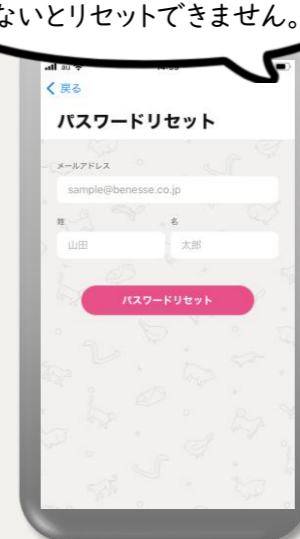 ないとリセットできません。
au
戻る
パスワードリセット
メールアドレス
sample@benesse.co.jp
姓 名
山田 太郎
パスワードリセット